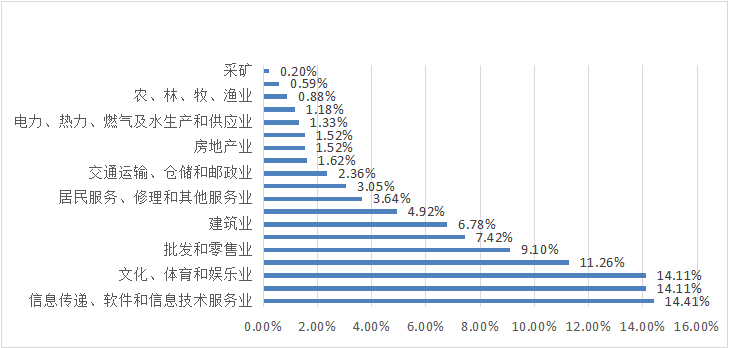 采矿
0.20%
0.59%
农、林、牧、渔业
0.88%
1.18%
电力、热力、燃气及水生产和供应业
1.33%
1.52%
房地产业
1.52%
1.62%
交通运输、仓储和邮政业
2.36%
3.05%
居民服务、修理和其他服务业
3.64%
4.92%
建筑业
6.78%
7.42%
批发和零售业
9.10%
11.26%
文化、体育和娱乐业
14.11%
14.11%
信息传递、软件和信息技术服务业
14.41%
0.00% 2.00% 4.00% 6.00% 8.00% 10.00% 12.00% 14.00% 16.00%